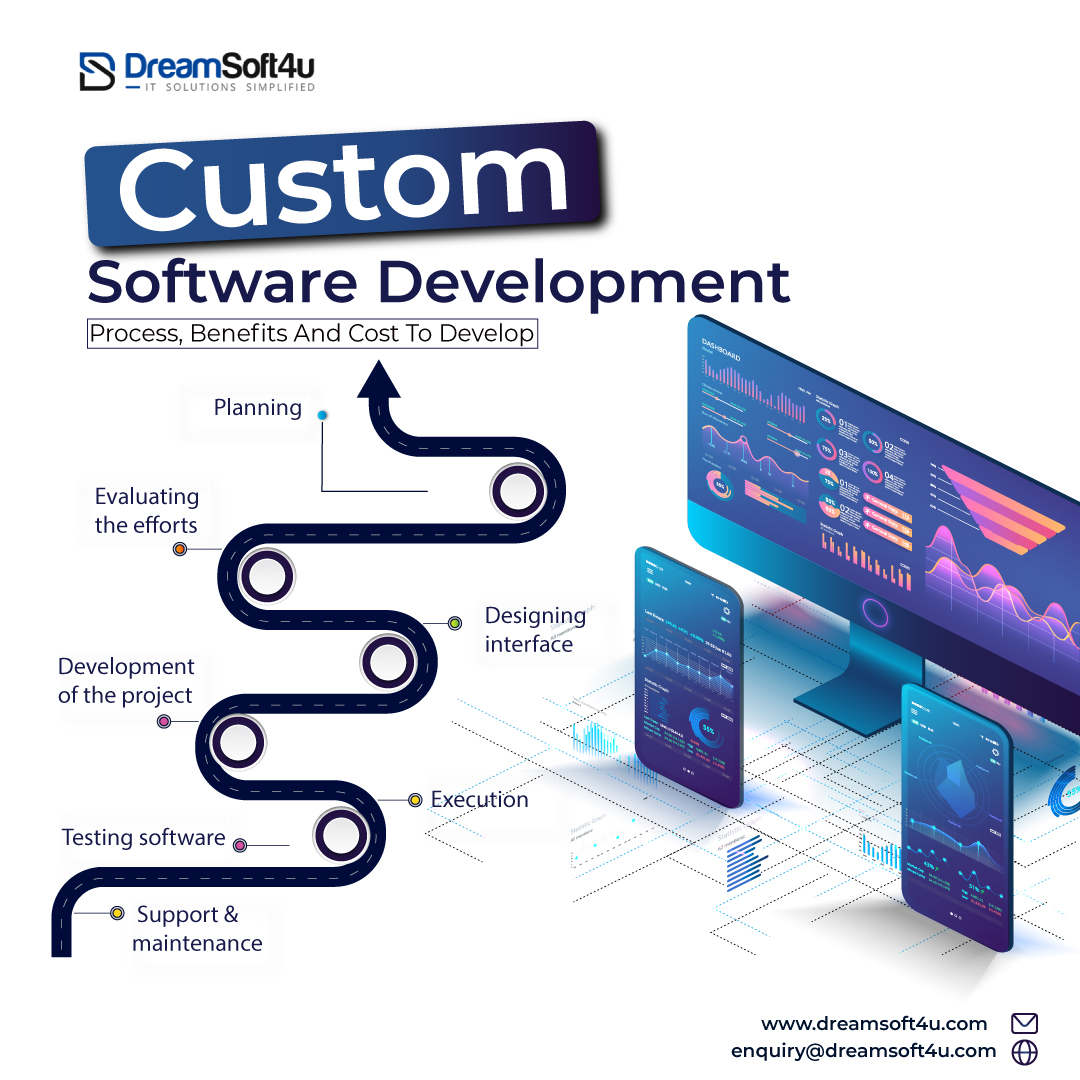 DreamSoft4u
IT SOLUTIONS SIMPLIFIED
Custom
Software Development
Process, Benefits And Cost To Develop
Planning
Evaluating
the efforts
Designing
interface
Development
of the project
Execution
Testing software
Support &
maintenance
DASHBOARD
www.dreamsoft4u.com
enquiry@dreamsoft4u.com